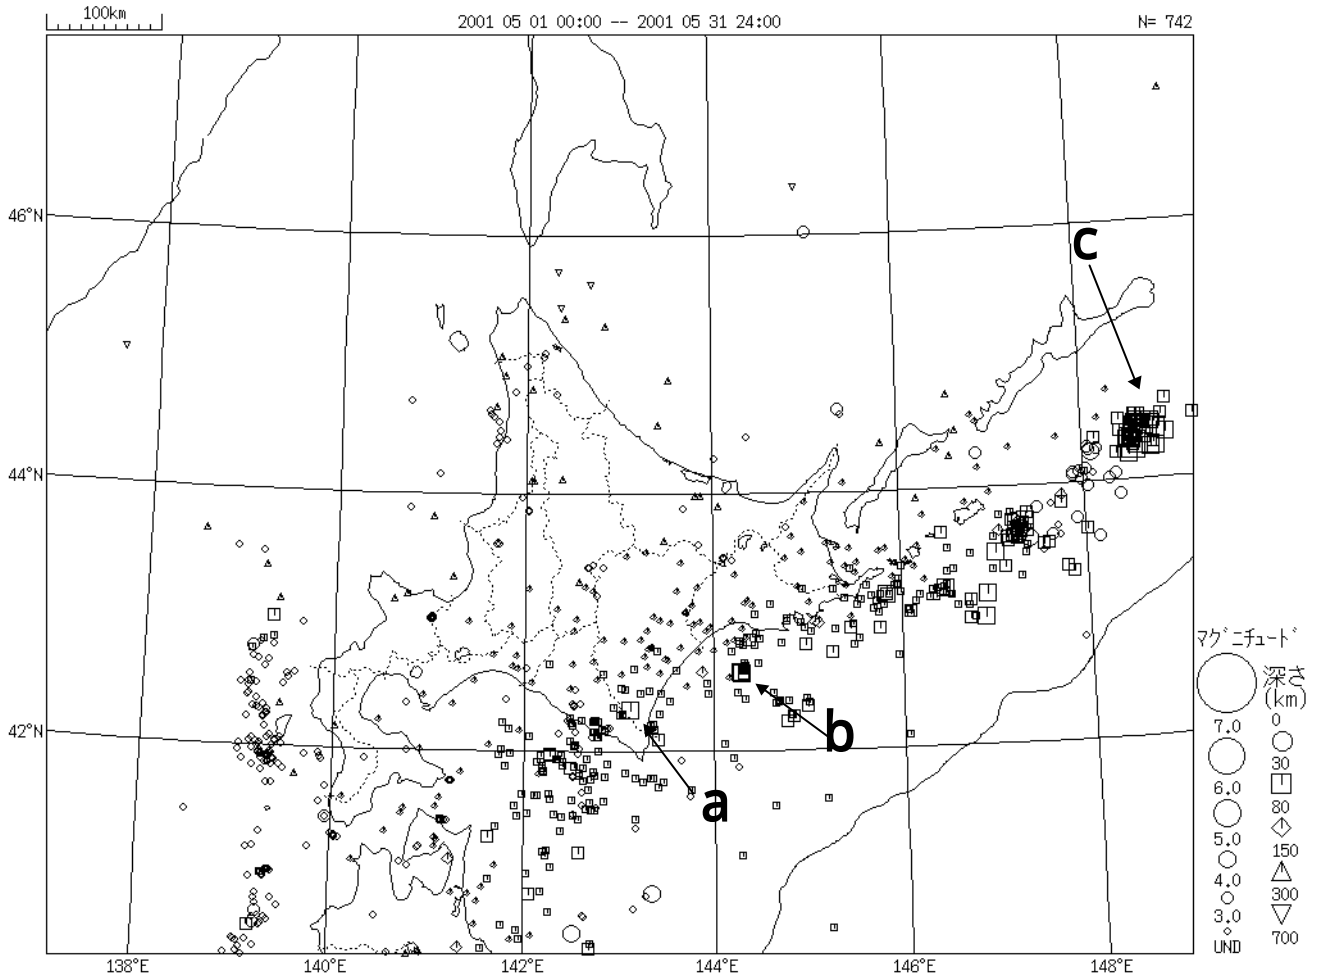 100km
2001 05 01 00:00 -- 2001 05 31 24:00
N= 742
46°N
c
44°N
ﾏｸﾞﾆﾁｭｰﾄﾞ
深さ
(km)
7.0
0
30
6.0
80
5.0
150
4.0
300
3.0
700
UND
42°N
b
a
138°E
140°E
142°E
144°E
146°E
148°E